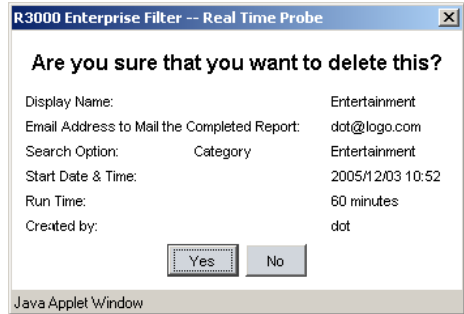 R3000 Enterprise Filter -- Real Time Probe
Are you sure that you want to delete this?
Display Name: Entertainment
Email Address to Mail the Completed Report: dot@logo.com
Search Option: Category Entertainment
Start Date & Time: 2005/12/03 10:52
Run Time: 60 minutes
Created by: dot
Yes No
Java Applet Window